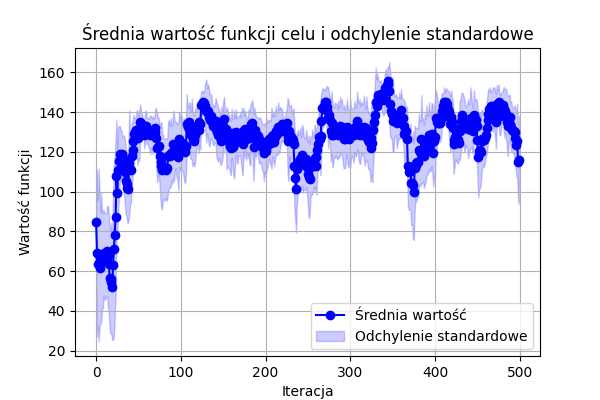 Średnia wartość funkcji celu i odchylenie standardowe
Wartość funkcji
160
140
120
100
80
60
40
20
0
100
200
300
400
500
Iteracja
Średnia wartość
Odchylenie standardowe